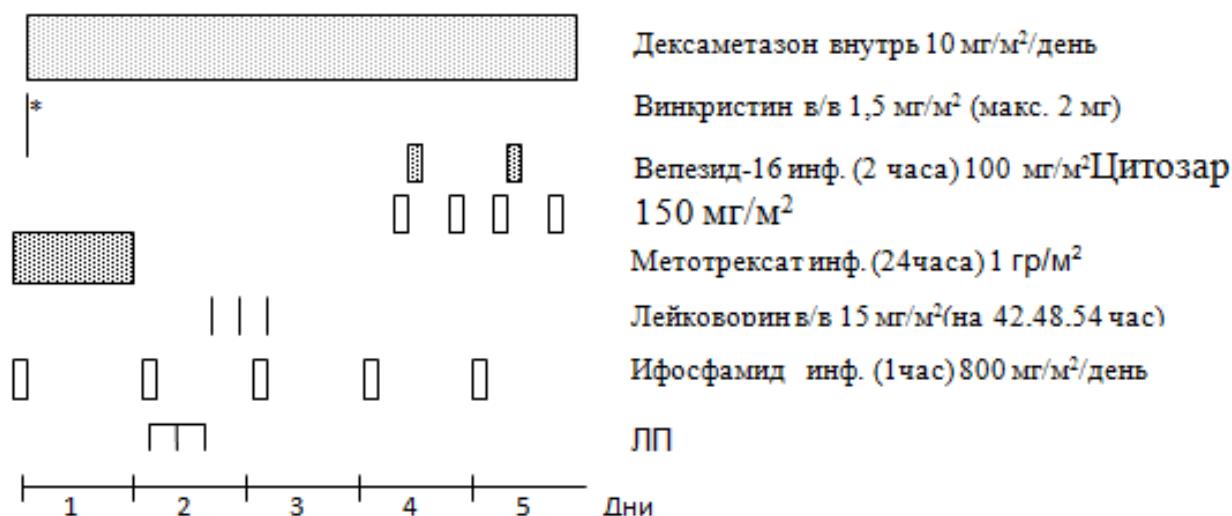 Дексаметазон внутрь 10 мг/м²/день
*
Винкристин в/в 1,5 мг/м² (макс. 2 мг)
Вепезид-16 инф. (2 часа) 100 мг/м²Цитозар
150 мг/м²
Метотрексат инф. (24часа) 1 гр/м²
Лейковорин в/в 15 мг/м²(на 42.48.54 час)
Ифосфамид инф. (1час) 800 мг/м²/день
ЛП
1 2 3 4 5 Дни